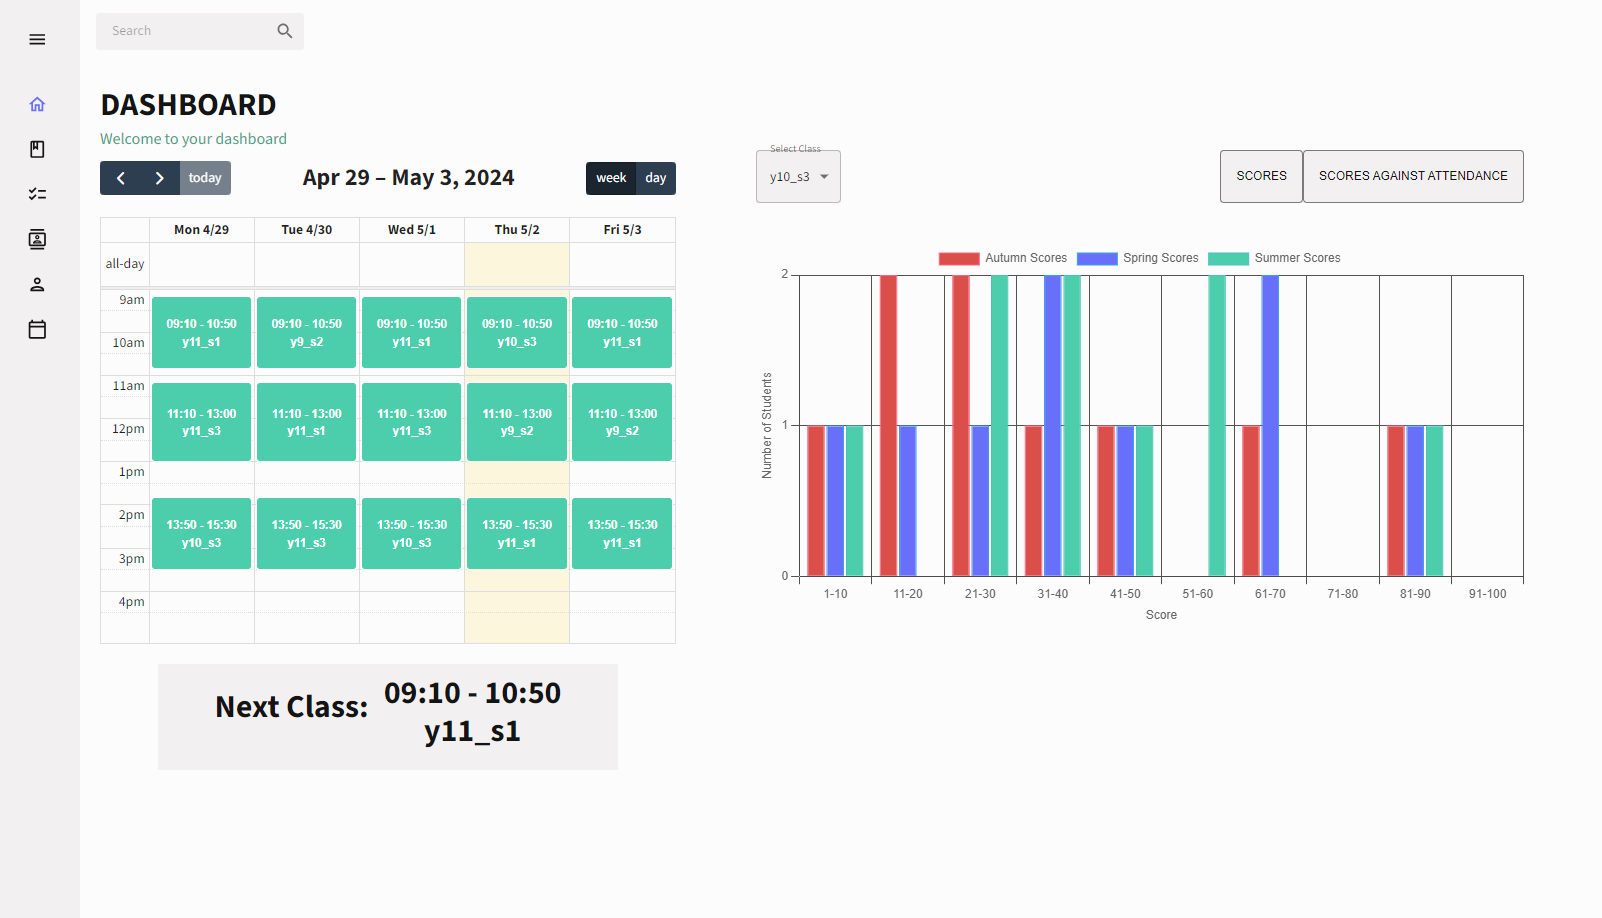 Search
DASHBOARD
Welcome to your dashboard
today
Apr 29 – May 3, 2024
week day
Mon 4/29 Tue 4/30 Wed 5/1 Thu 5/2 Fri 5/3
all-day
9am
09:10 - 10:50 09:10 - 10:50 09:10 - 10:50 09:10 - 10:50 09:10 - 10:50
y11_s1 y9_s2 y11_s1 y10_s3 y11_s1
10am
11am
11:10 - 13:00 11:10 - 13:00 11:10 - 13:00 11:10 - 13:00 11:10 - 13:00
12pm
y11_s3 y11_s1 y11_s3 y9_s2 y9_s2
1pm
2pm
13:50 - 15:30 13:50 - 15:30 13:50 - 15:30 13:50 - 15:30 13:50 - 15:30
y10_s3 y11_s3 y10_s3 y11_s1 y11_s1
3pm
4pm
Next Class:
09:10 - 10:50
y11_s1
Select Class
y10_s3
SCORES
SCORES AGAINST ATTENDANCE
Autumn Scores Spring Scores Summer Scores
Number of Students
2
1
0
1-10 11-20 21-30 31-40 41-50 51-60 61-70 71-80 81-90 91-100
Score